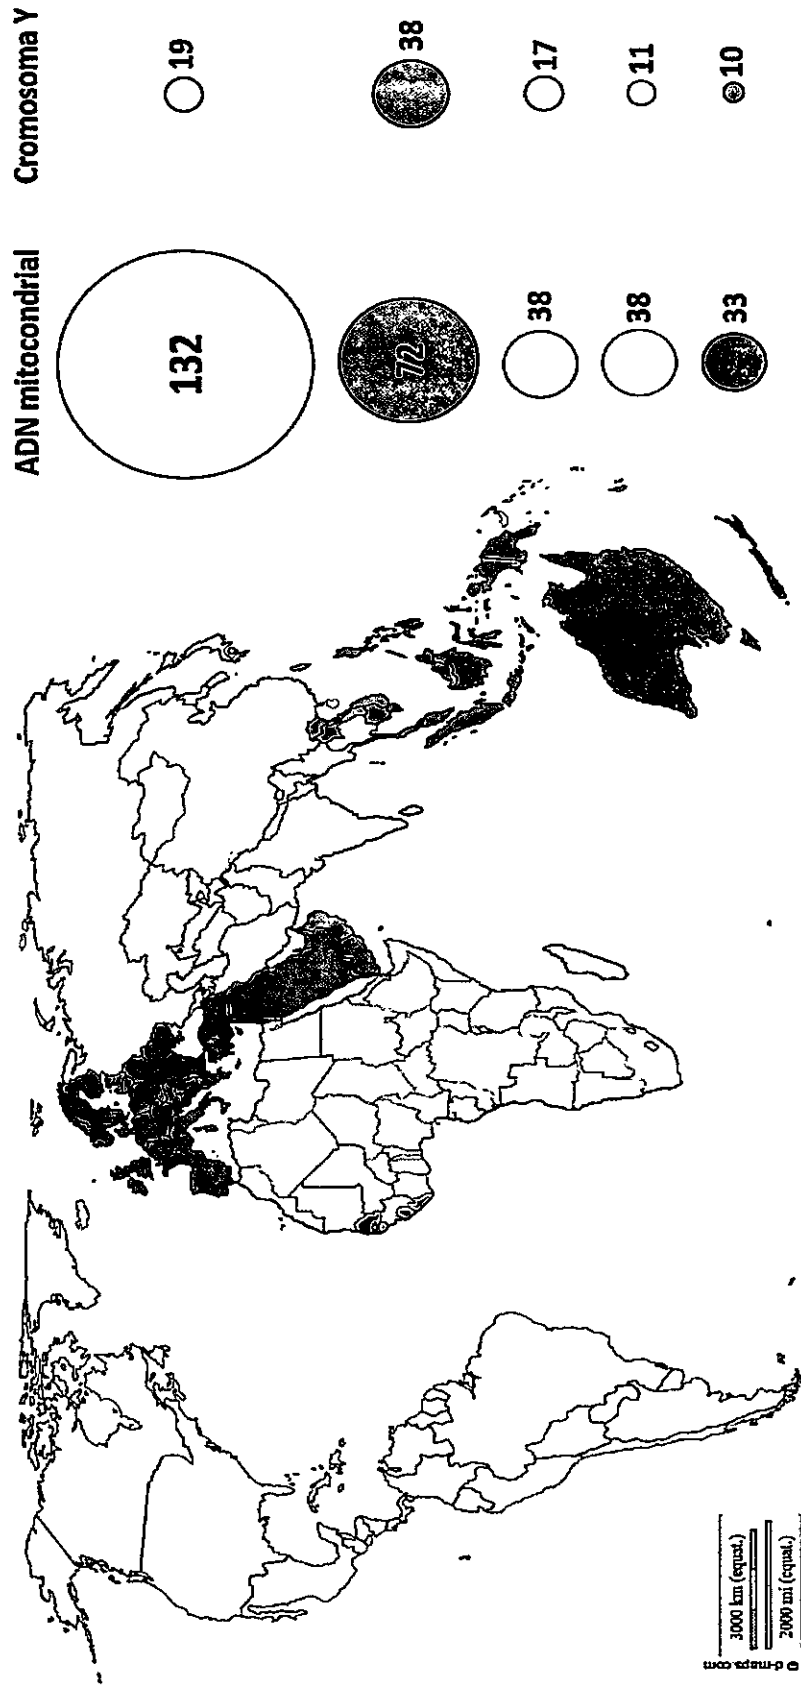 ADN mitocondrial
Cromosoma Y
132
19
72
38
38
17
38
11
33
10
3000 km (equat.)
2000 mi (equat.)
© d-maps.com